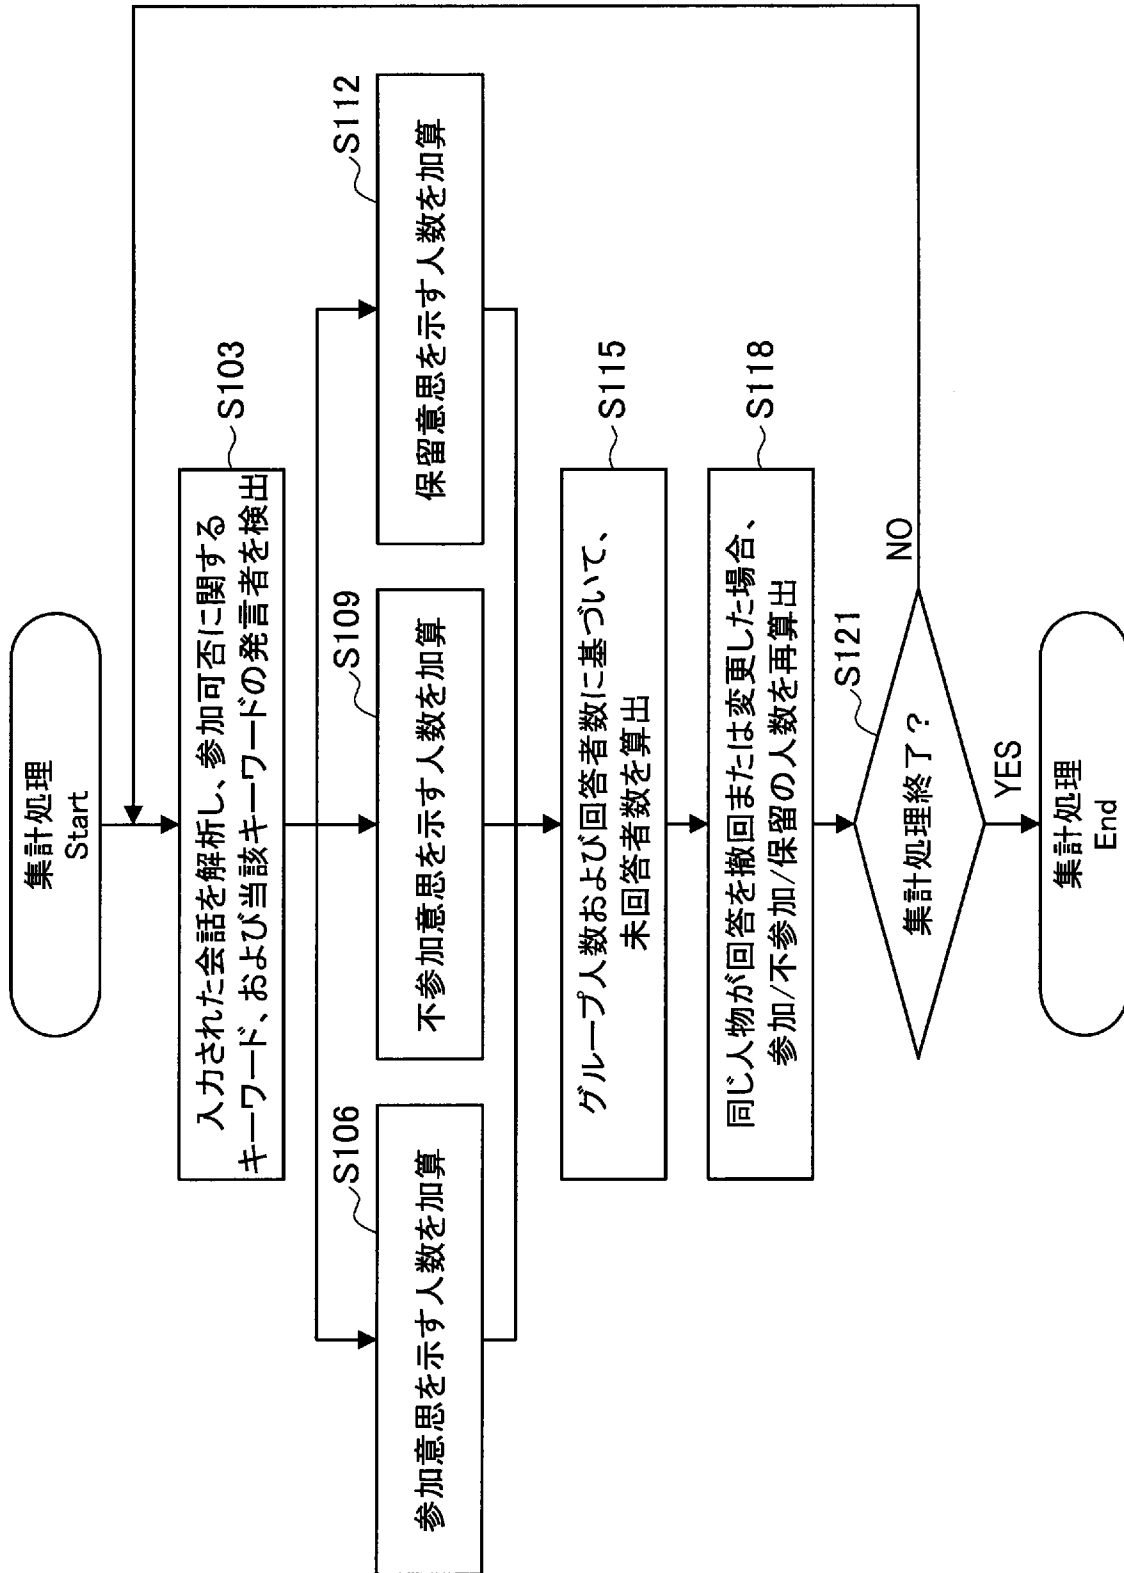 集計処理
Start
入力された会話を解析し、参加可否に関する
キーワード、および当該キーワードの発言者を検出
S103
参加意思を示す人数を加算
S106
不参加意思を示す人数を加算
S109
保留意思を示す人数を加算
S112
グループ人数および回答者数に基づいて、
未回答者数を算出
S115
同じ人物が回答を撤回または変更した場合、
参加/不参加/保留の人数を再算出
S118
集計処理終了？
S121
NO
YES
集計処理
End